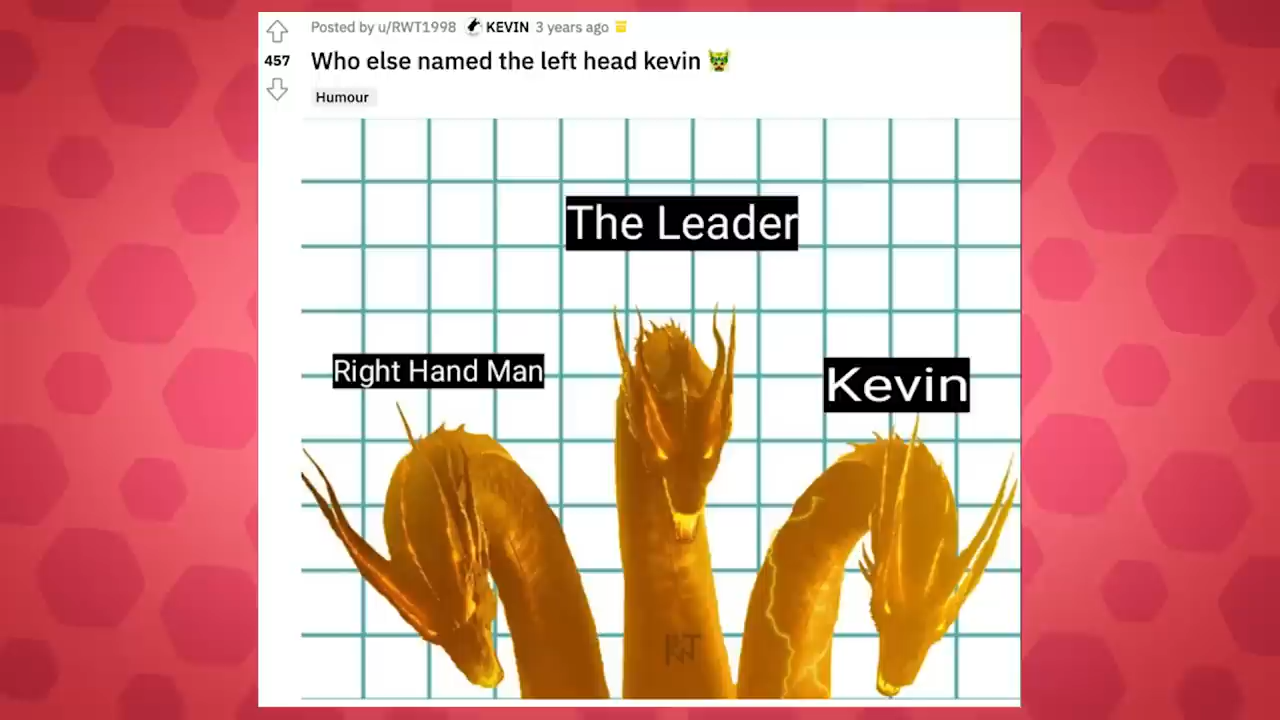 Posted by u/RWT1998 KEVIN 3 years ago
457
Who else named the left head kevin
Humour
The Leader
Right Hand Man
Kevin